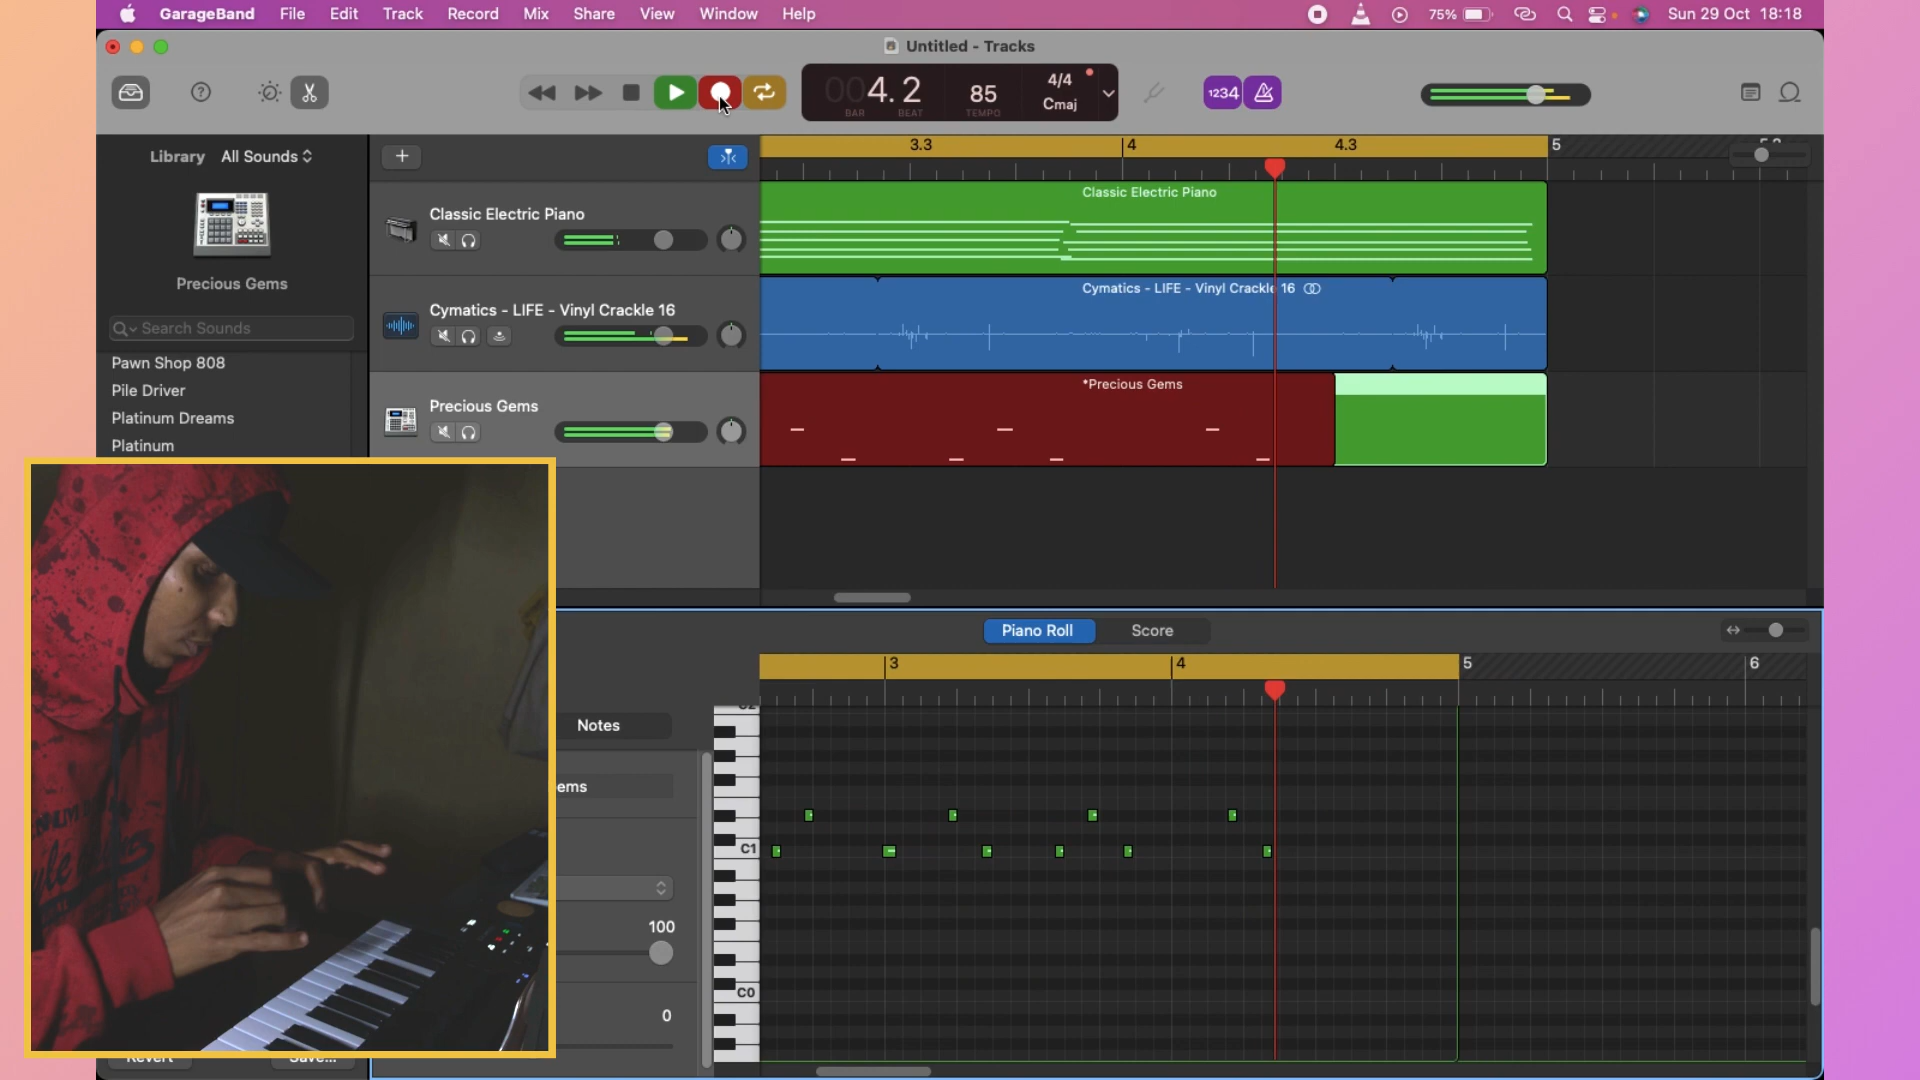 GarageBand File Edit Track Record Mix Share View Window Help 75% Sun 29 Oct 18:18
Untitled - Tracks
004.2 85 4/4 Cmaj
BAR BEAT TEMPO
1234
Library All Sounds
3.3 4 4.3 5
Precious Gems
Search Sounds
Pawn Shop 808
Pile Driver
Platinum Dreams
Platinum
Classic Electric Piano
Classic Electric Piano
Cymatics - LIFE - Vinyl Crackle 16
Cymatics - LIFE - Vinyl Crackle 16
Precious Gems
*Precious Gems
Piano Roll Score
3 4 5 6
Notes
ems
C1
100
C0
0
Revert Save...